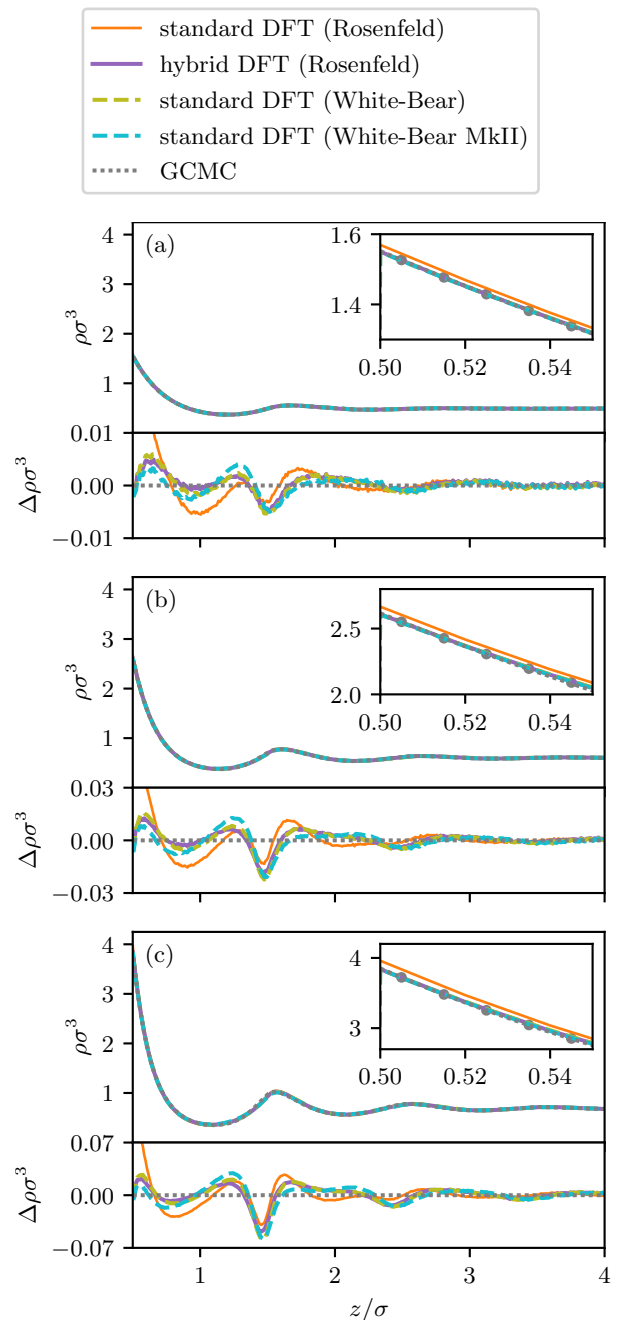 standard DFT (Rosenfeld)
hybrid DFT (Rosenfeld)
standard DFT (White-Bear)
standard DFT (White-Bear MkII)
GCMC
(a)
4
3
2
1
ρσ³
1.6
1.4
0.50 0.52 0.54
0.01
0.00
−0.01
Δρσ³
(b)
4
3
2
1
ρσ³
2.5
2.0
0.50 0.52 0.54
0.03
0.00
−0.03
Δρσ³
(c)
4
3
2
1
ρσ³
4
3
0.50 0.52 0.54
0.07
0.00
−0.07
Δρσ³
1 2 3 4
z/σ